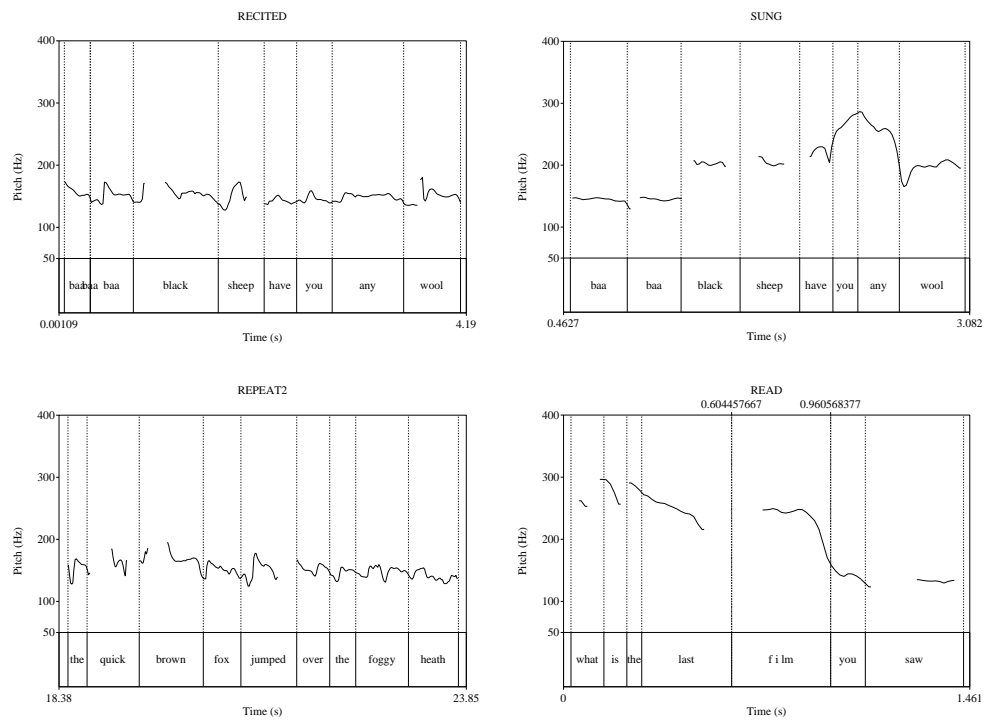 RECITED
400
300
200
100
50
Pitch (Hz)
baa baa baa black sheep have you any wool
0.00109 4.19
Time (s)
SUNG
400
300
200
100
50
Pitch (Hz)
baa baa black sheep have you any wool
0.4627 3.082
Time (s)
REPEAT2
400
300
200
100
50
Pitch (Hz)
the quick brown fox jumped over the foggy heath
18.38 23.85
Time (s)
READ
0.604457667 0.960568377
400
300
200
100
50
Pitch (Hz)
what is the last f i lm you saw
0 1.461
Time (s)